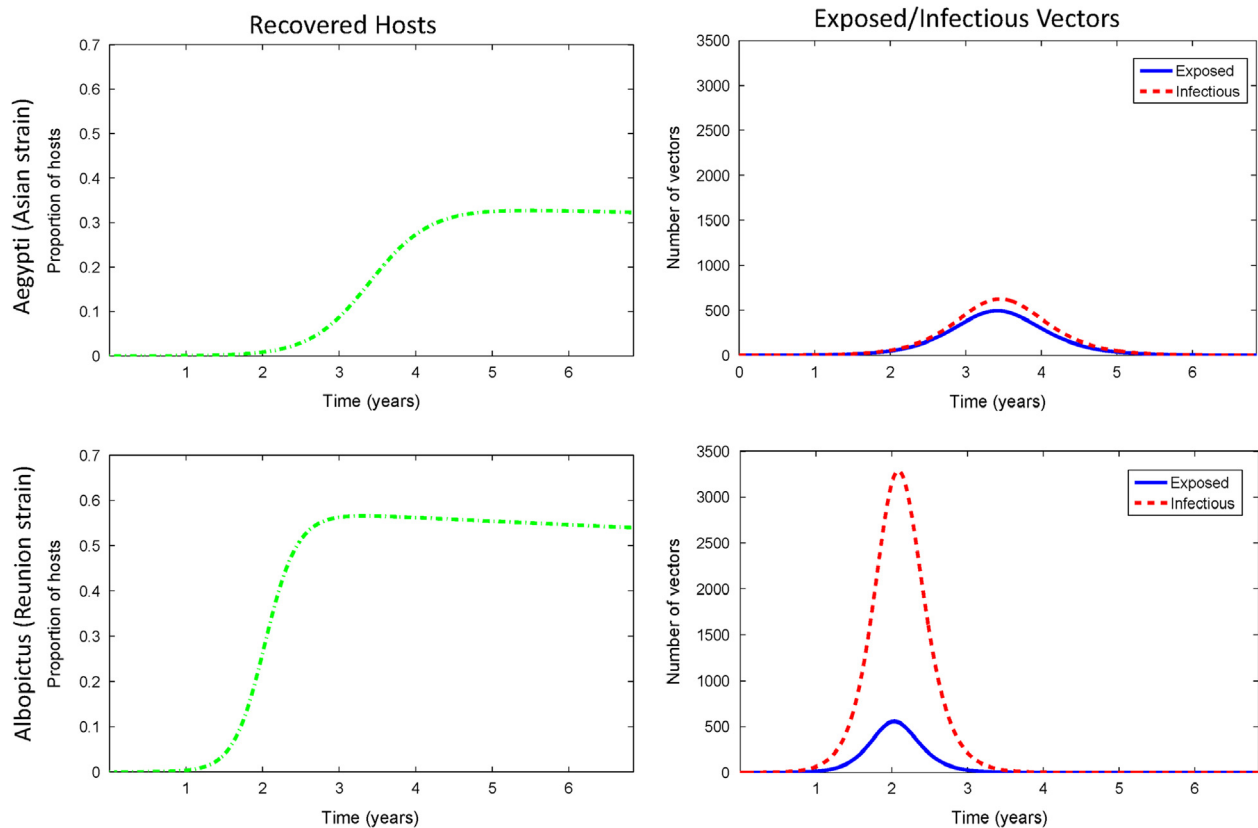 Recovered Hosts
Exposed/Infectious Vectors
Aegypti (Asian strain)
Proportion of hosts
0.7
0.6
0.5
0.4
0.3
0.2
0.1
0
1 2 3 4 5 6
Time (years)
Number of vectors
3500
3000
2500
2000
1500
1000
500
0
0 1 2 3 4 5 6
Time (years)
Exposed
Infectious
Albopictus (Reunion strain)
Proportion of hosts
0.7
0.6
0.5
0.4
0.3
0.2
0.1
0
1 2 3 4 5 6
Time (years)
Number of vectors
3500
3000
2500
2000
1500
1000
500
0
1 2 3 4 5 6
Time (years)
Exposed
Infectious